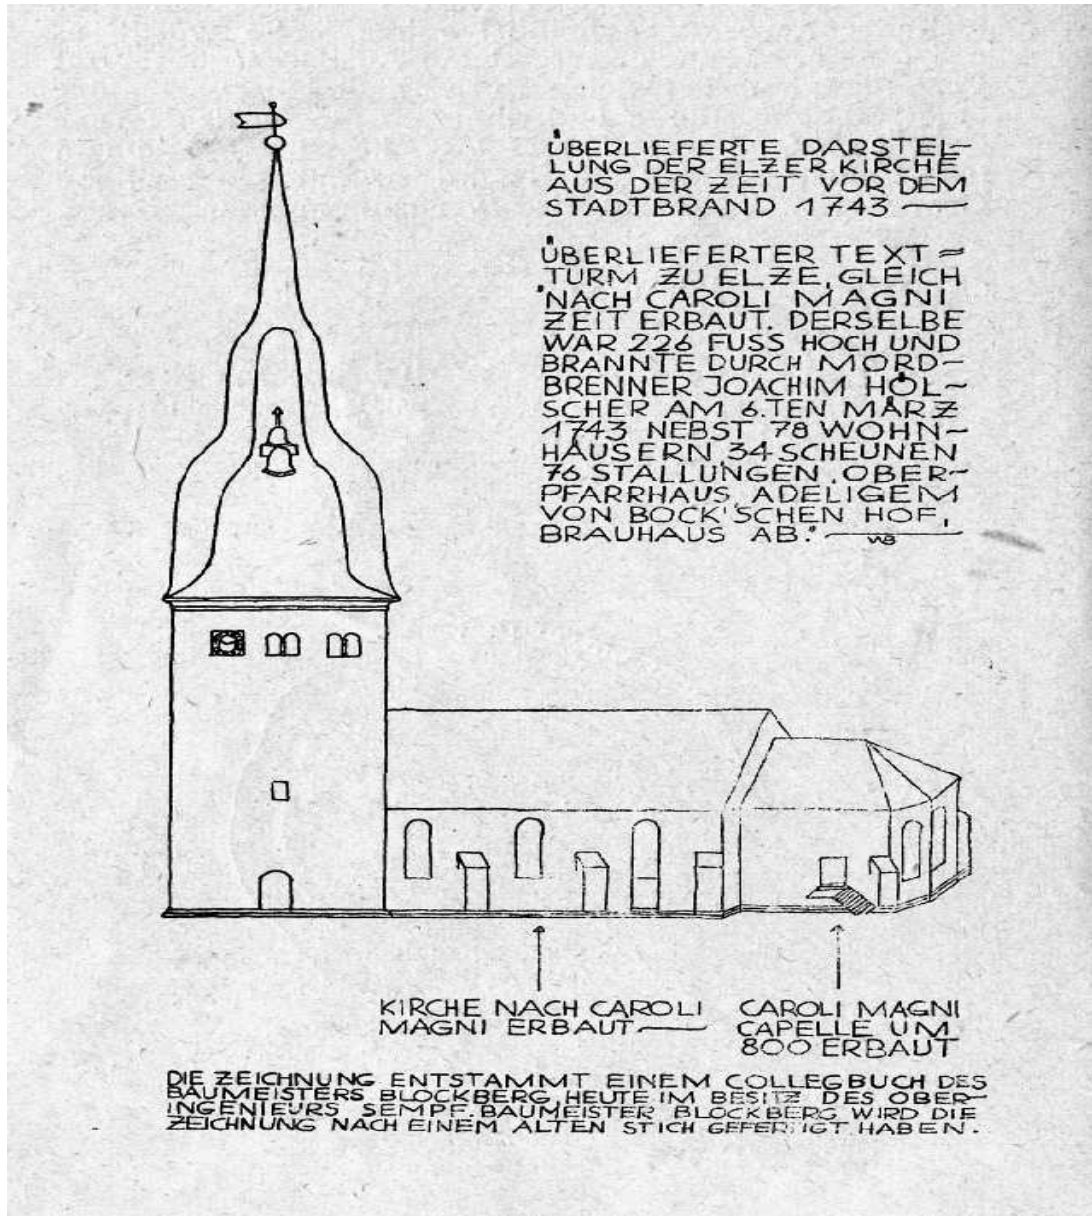 ÜBERLIEFERTE DARSTEL-
LUNG DER ELZER KIRCHE
AUS DER ZEIT VOR DEM
STADTBRAND 1743
ÜBERLIEFERTER TEXT =
"TURM ZU ELZE, GLEICH
NACH CAROLI MAGNI
ZEIT ERBAUT. DERSELBE
WAR 226 FUSS HOCH UND
BRANNTE DURCH MORD-
BRENNER JOACHIM HÖL-
SCHER AM 6.TEN MÄRZ
1743 NEBST 78 WOHN-
HÄUSERN 34 SCHEUNEN
76 STALLUNGEN, OBER-
PFARRHAUS, ADELIGEM
VON BOCK'SCHEN HOF,
BRAUHAUS AB."
WB
KIRCHE NACH CAROLI
MAGNI ERBAUT
CAROLI MAGNI
CAPELLE UM
800 ERBAUT
DIE ZEICHNUNG ENTSTAMMT EINEM COLLEGBUCH DES
BAUMEISTERS BLOCKBERG, HEUTE IM BESITZ DES OBER-
INGENIEURS SEMPF. BAUMEISTER BLOCKBERG WIRD DIE
ZEICHNUNG NACH EINEM ALTEN STICH GEFERTIGT HABEN.